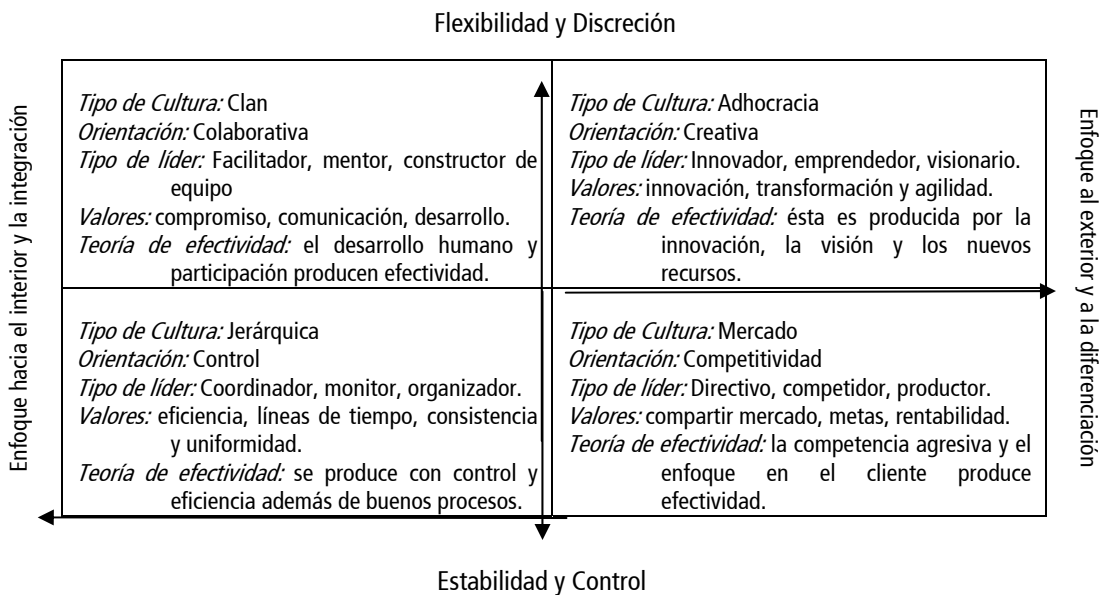 Flexibilidad y Discreción
Enfoque hacia el interior y la integración
Tipo de Cultura: Clan
Orientación: Colaborativa
Tipo de líder: Facilitador, mentor, constructor de
equipo
Valores: compromiso, comunicación, desarrollo.
Teoría de efectividad: el desarrollo humano y
participación producen efectividad.
Tipo de Cultura: Adhocracia
Orientación: Creativa
Tipo de líder: Innovador, emprendedor, visionario.
Valores: innovación, transformación y agilidad.
Teoría de efectividad: ésta es producida por la
innovación, la visión y los nuevos
recursos.
Tipo de Cultura: Jerárquica
Orientación: Control
Tipo de líder: Coordinador, monitor, organizador.
Valores: eficiencia, líneas de tiempo, consistencia
y uniformidad.
Teoría de efectividad: se produce con control y
eficiencia además de buenos procesos.
Tipo de Cultura: Mercado
Orientación: Competitividad
Tipo de líder: Directivo, competidor, productor.
Valores: compartir mercado, metas, rentabilidad.
Teoría de efectividad: la competencia agresiva y el
enfoque en el cliente produce
efectividad.
Enfoque al exterior y a la diferenciación
Estabilidad y Control